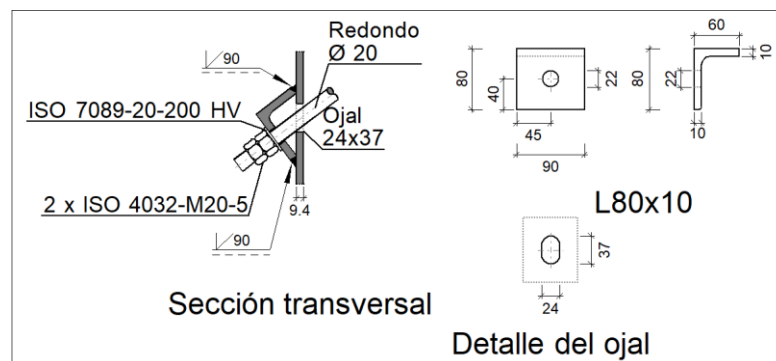 90
Redondo
Ø 20
ISO 7089-20-200 HV
Ojal
24x37
2 x ISO 4032-M20-5
9.4
90
Sección transversal
80
40
22
45
90
60
10
80
22
10
L80x10
37
24
Detalle del ojal